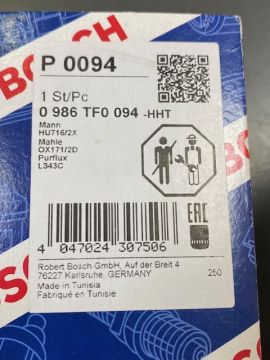 BOSCH
P 0094
1 St/Pc
0 986 TF0 094 -HHT
Mann
HU716/2X
Mahle
OX171/2D
Purflux
L343C
EAC
4 047024 307506
Robert Bosch GmbH, Auf der Breit 4
76227 Karlsruhe, GERMANY
Made in Tunisia
Fabriqué en Tunisie
250